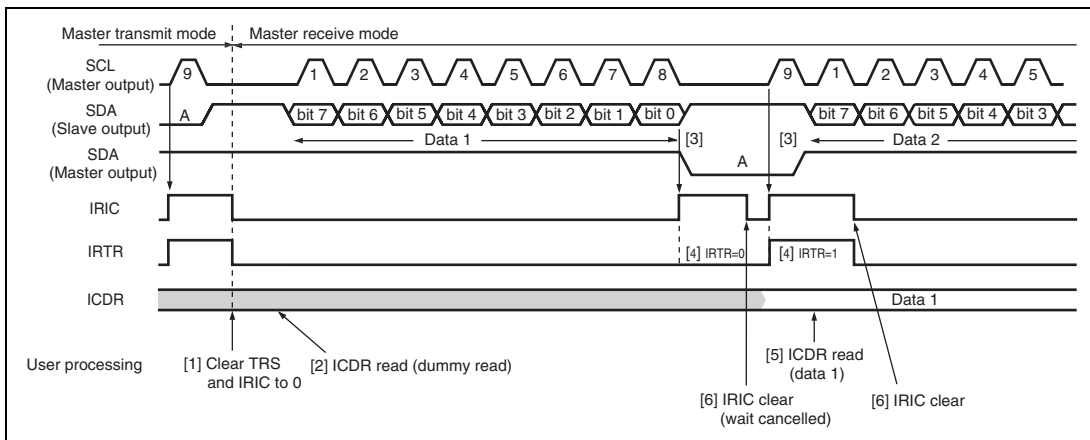 Master transmit mode Master receive mode
SCL
(Master output)
9 1 2 3 4 5 6 7 8 9 1 2 3 4 5
SDA
(Slave output)
A bit 7 bit 6 bit 5 bit 4 bit 3 bit 2 bit 1 bit 0 bit 7 bit 6 bit 5 bit 4 bit 3
Data 1 [3] [3] Data 2
SDA
(Master output)
A
IRIC
IRTR
[4] IRTR=0 [4] IRTR=1
ICDR
Data 1
User processing
[1] Clear TRS
and IRIC to 0
[2] ICDR read (dummy read)
[5] ICDR read
(data 1)
[6] IRIC clear
(wait cancelled)
[6] IRIC clear